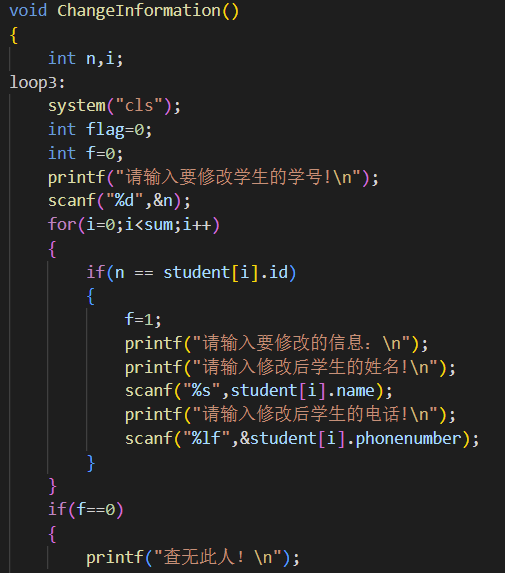 void ChangeInformation()
{
    int n,i;
loop3:
    system("cls");
    int flag=0;
    int f=0;
    printf("请输入要修改学生的学号!\n");
    scanf("%d",&n);
    for(i=0;i<sum;i++)
    {
        if(n == student[i].id)
        {
            f=1;
            printf("请输入要修改的信息：\n");
            printf("请输入修改后学生的姓名!\n");
            scanf("%s",student[i].name);
            printf("请输入修改后学生的电话!\n");
            scanf("%lf",&student[i].phonenumber);
        }
    }
    if(f==0)
    {
        printf("查无此人！\n");